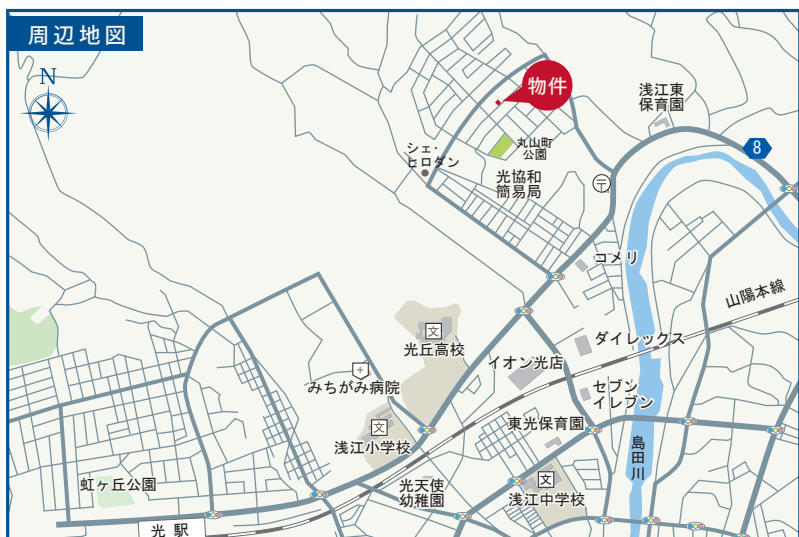 周辺地図
N
物件
浅江東
保育園
8
丸山町
公園
シェ・
ヒロダン
光協和
簡易局
〒
コメリ
山陽本線
文
光丘高校
ダイレックス
イオン光店
みちがみ病院
セブン
イレブン
文
浅江小学校
東光保育園
島田川
虹ヶ丘公園
光天使
幼稚園
文
浅江中学校
光駅